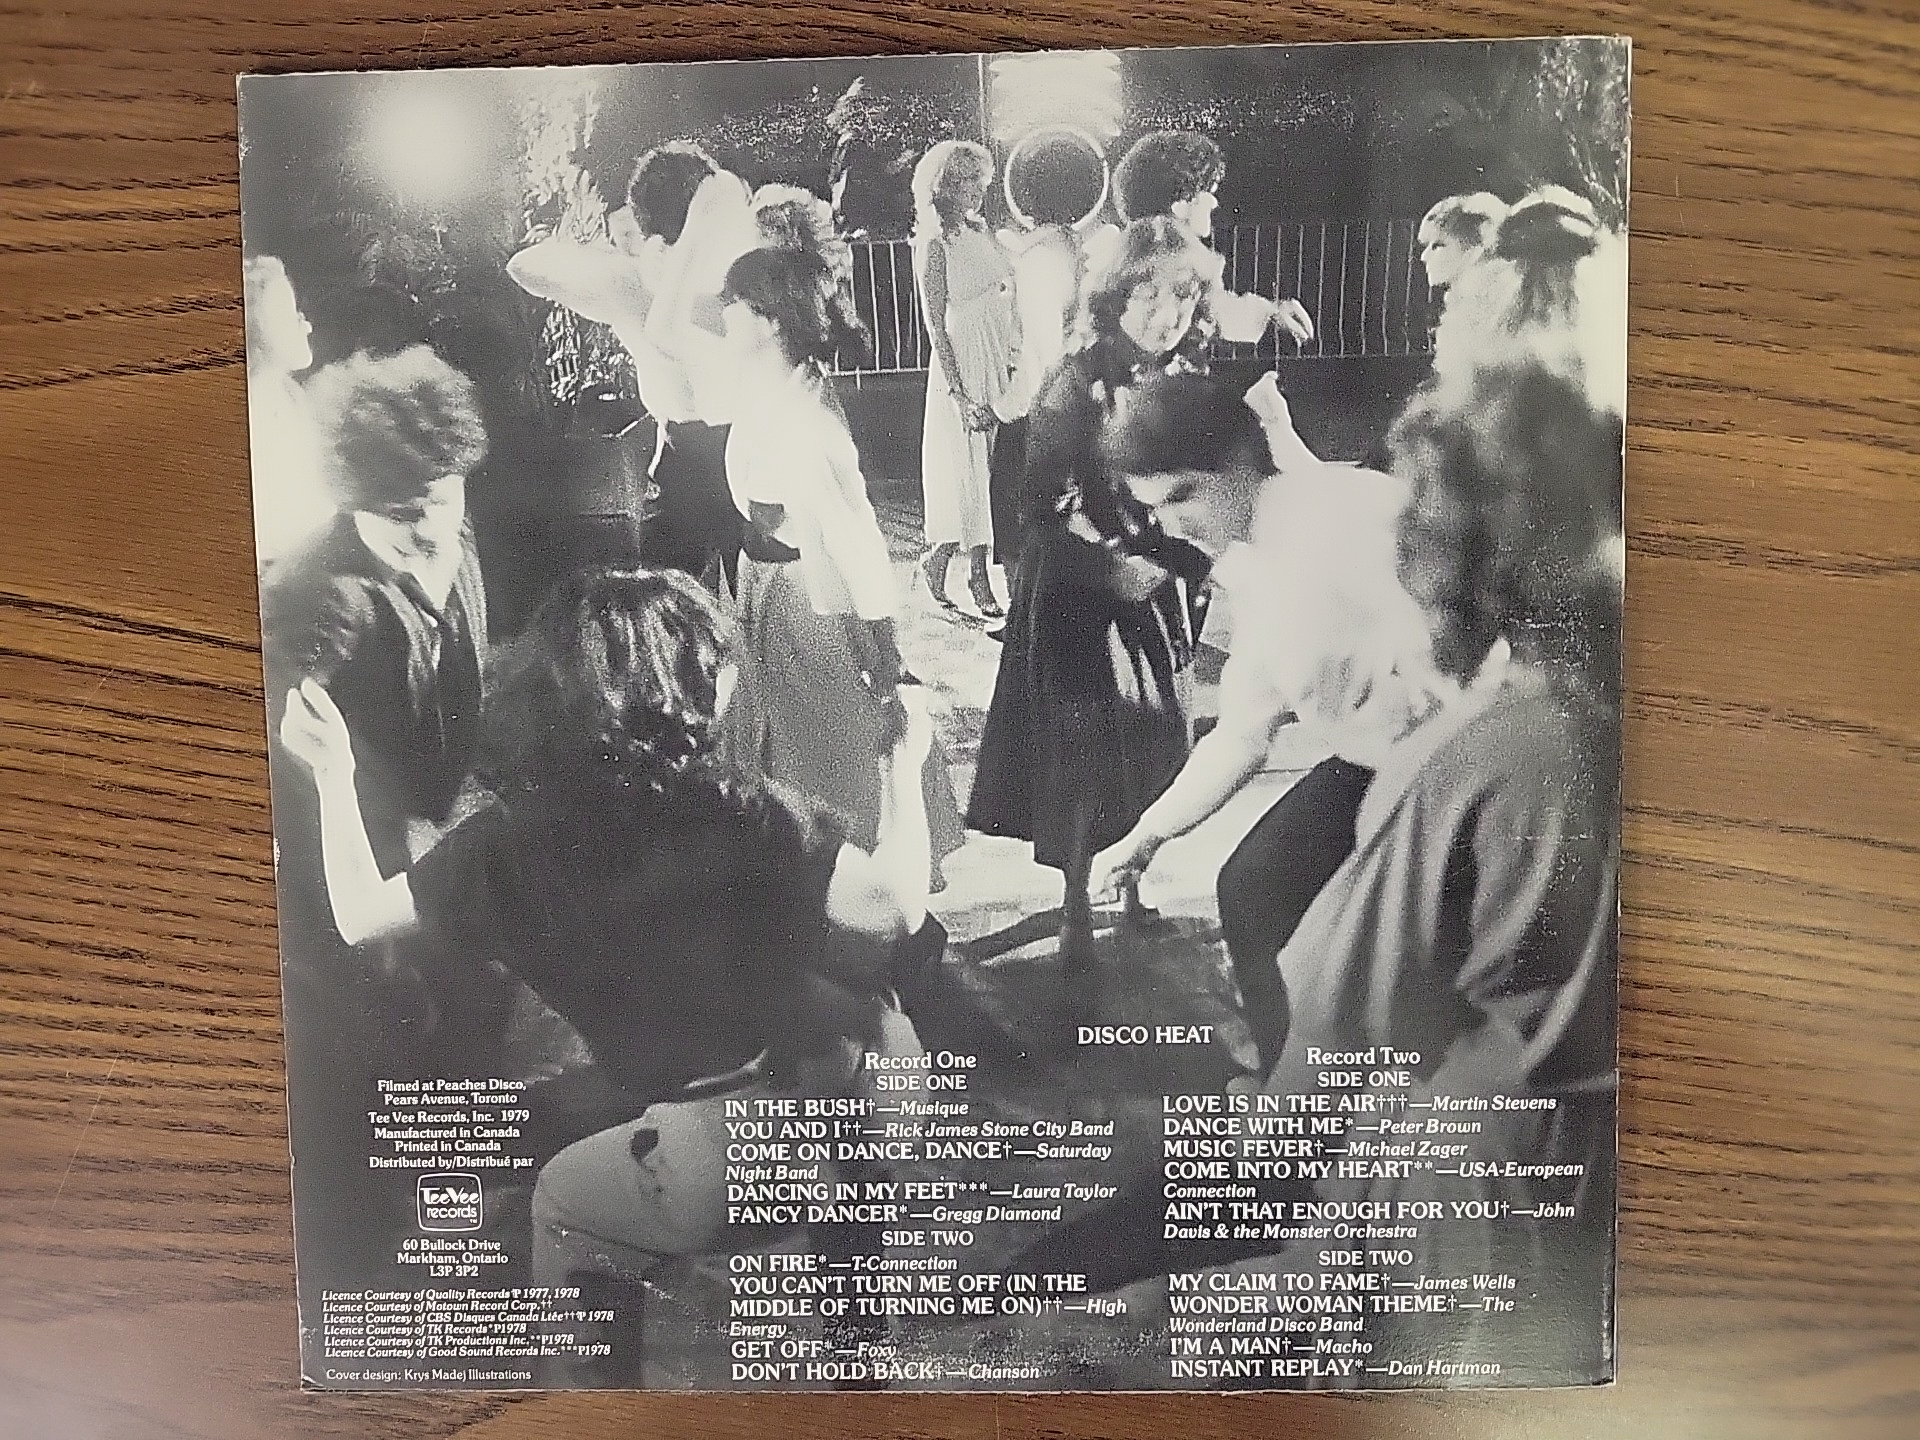 DISCO HEAT
Filmed at Peaches Disco,
Pears Avenue, Toronto
Tee Vee Records, Inc. 1979
Manufactured in Canada
Printed in Canada
Distributed by/Distribué par
TeeVee
records
TM
60 Bullock Drive
Markham, Ontario
L3P 3P2
Licence Courtesy of Quality Records℗ 1977, 1978
Licence Courtesy of Motown Record Corp.††
Licence Courtesy of CBS Disques Canada Ltée††℗ 1978
Licence Courtesy of TK Records*P1978
Licence Courtesy of TK Productions Inc.**P1978
Licence Courtesy of Good Sound Records Inc.***P1978
Cover design: Krys Madej Illustrations
Record One
SIDE ONE
IN THE BUSH†—Musique
YOU AND I††—Rick James Stone City Band
COME ON DANCE, DANCE†—Saturday
Night Band
DANCING IN MY FEET***—Laura Taylor
FANCY DANCER*—Gregg Diamond
SIDE TWO
ON FIRE*—T-Connection
YOU CAN'T TURN ME OFF (IN THE
MIDDLE OF TURNING ME ON)††—High
Energy
GET OFF*—Foxy
DON'T HOLD BACK†—Chanson
Record Two
SIDE ONE
LOVE IS IN THE AIR†††—Martin Stevens
DANCE WITH ME*—Peter Brown
MUSIC FEVER†—Michael Zager
COME INTO MY HEART**—USA-European
Connection
AIN'T THAT ENOUGH FOR YOU†—John
Davis & the Monster Orchestra
SIDE TWO
MY CLAIM TO FAME†—James Wells
WONDER WOMAN THEME†—The
Wonderland Disco Band
I'M A MAN†—Macho
INSTANT REPLAY*—Dan Hartman